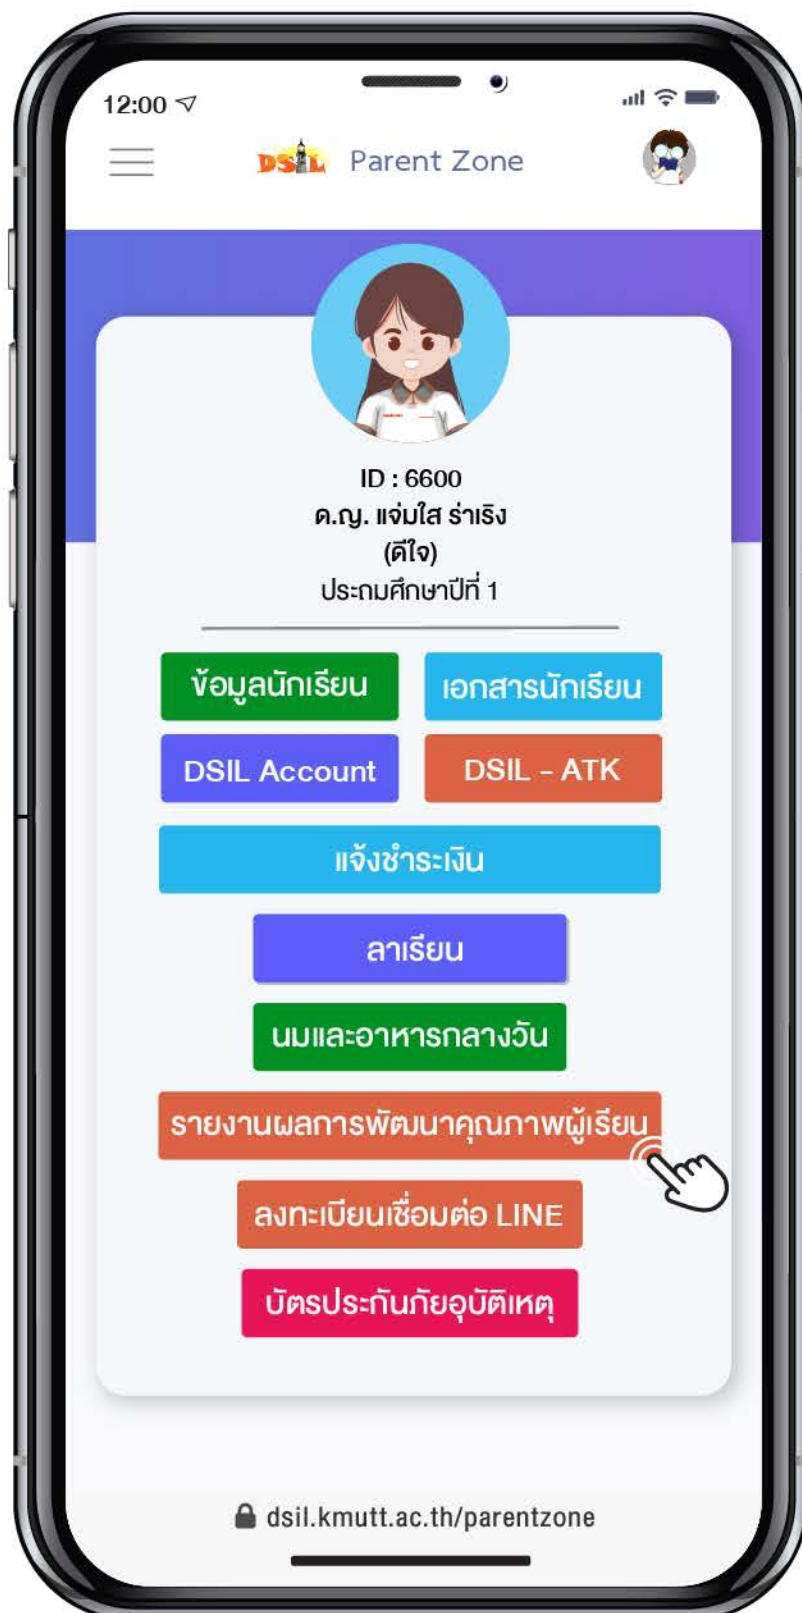 12:00
DSIL Parent Zone
ID : 6600
ด.ญ. แจ่มใส ร่าเริง
(ดีใจ)
ประถมศึกษาปีที่ 1
ข้อมูลนักเรียน เอกสารนักเรียน
DSIL Account DSIL - ATK
แจ้งชำระเงิน
ลาเรียน
นมและอาหารกลางวัน
รายงานผลการพัฒนาคุณภาพผู้เรียน
ลงทะเบียนเชื่อมต่อ LINE
บัตรประกันภัยอุบัติเหตุ
dsil.kmutt.ac.th/parentzone